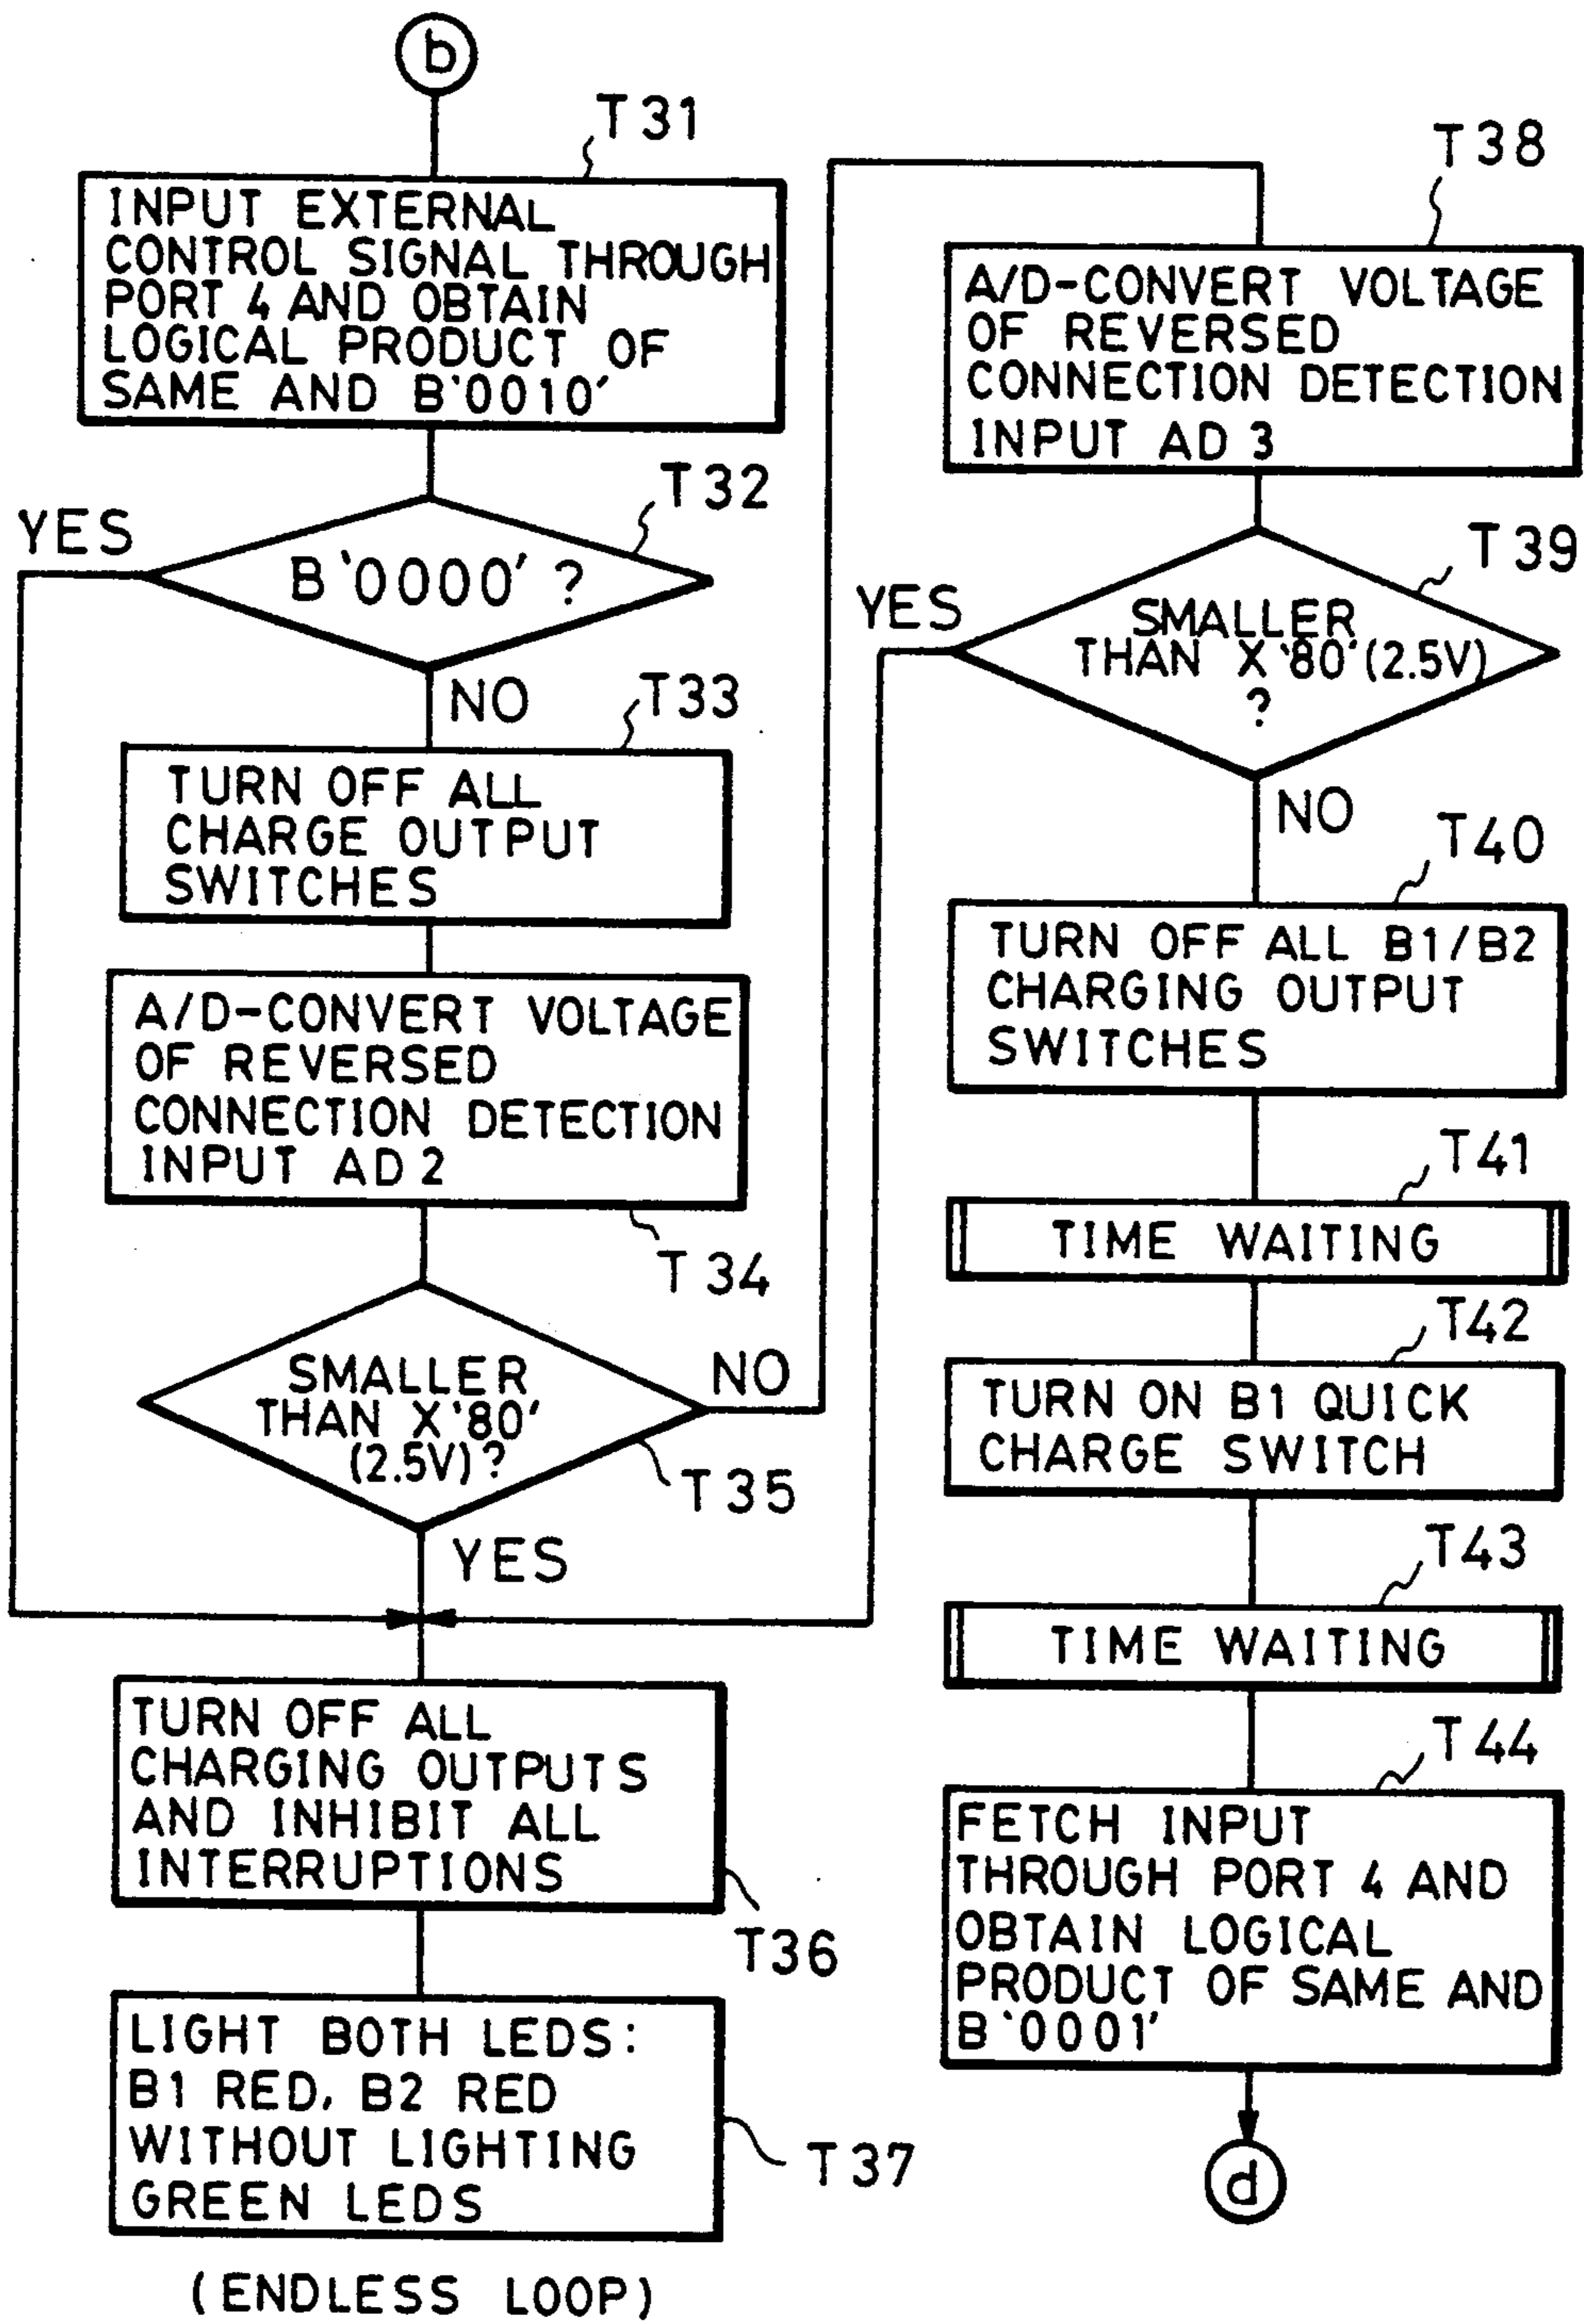 b
T31
INPUT EXTERNAL
CONTROL SIGNAL THROUGH
PORT 4 AND OBTAIN
LOGICAL PRODUCT OF
SAME AND B'0010'
T32
YES
B '0000' ?
NO
T33
TURN OFF ALL
CHARGE OUTPUT
SWITCHES
A/D-CONVERT VOLTAGE
OF REVERSED
CONNECTION DETECTION
INPUT AD 2
T34
SMALLER
THAN X '80'
(2.5V) ?
NO
T35
YES
TURN OFF ALL
CHARGING OUTPUTS
AND INHIBIT ALL
INTERRUPTIONS
T36
LIGHT BOTH LEDS:
B1 RED, B2 RED
WITHOUT LIGHTING
GREEN LEDS
T37
(ENDLESS LOOP)
T38
A/D-CONVERT VOLTAGE
OF REVERSED
CONNECTION DETECTION
INPUT AD 3
T39
YES
SMALLER
THAN X '80' (2.5V)
?
NO
T40
TURN OFF ALL B1/B2
CHARGING OUTPUT
SWITCHES
T41
TIME WAITING
T42
TURN ON B1 QUICK
CHARGE SWITCH
T43
TIME WAITING
T44
FETCH INPUT
THROUGH PORT 4 AND
OBTAIN LOGICAL
PRODUCT OF SAME AND
B '0001'
d